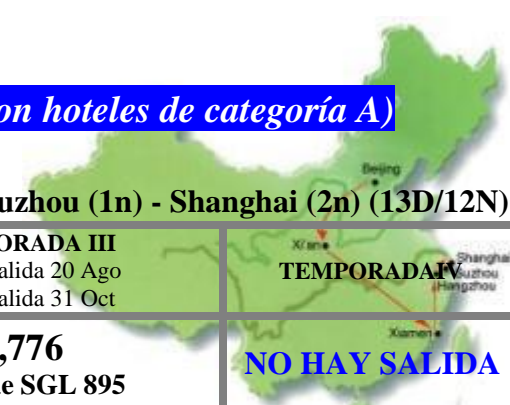 on hoteles de categoría A)
Beijing
uzhou (1n) - Shanghai (2n) (13D/12N)
ORADA III
alida 20 Ago
alida 31 Oct
Xi'an
TEMPORADAIV
Shanghai
Suzhou
Hangzhou
,776
e SGL 895
Xiamen
NO HAY SALIDA